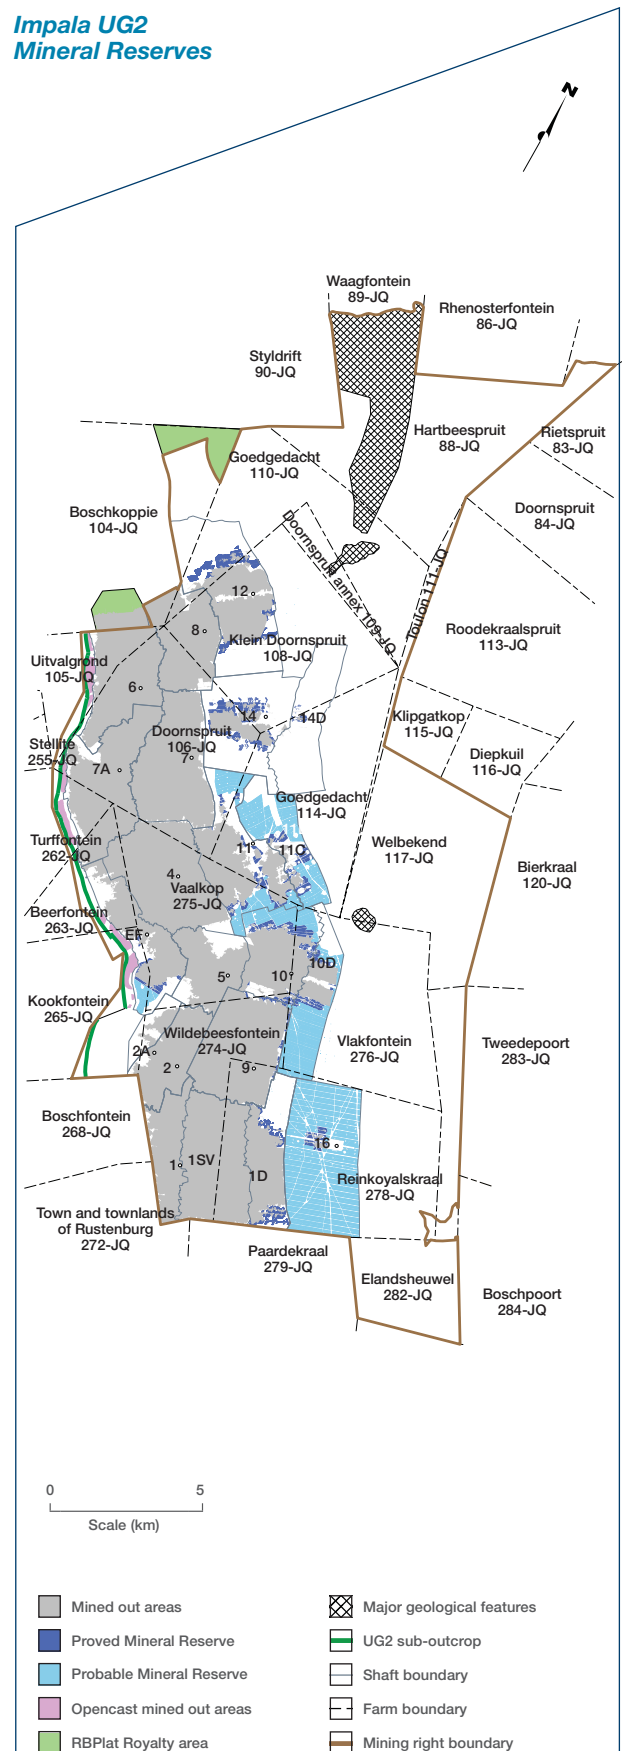 Impala UG2
Mineral Reserves
N
Waagfontein
89-JQ
Rhenosterfontein
86-JQ
Styldrift
90-JQ
Hartbeespruit
88-JQ
Rietspruit
83-JQ
Goedgedacht
110-JQ
Boschkoppie
104-JQ
Doornspruit
84-JQ
Doornspruit annex 109-JQ
Toulon 111-JQ
12
8
Klein Doornspruit
108-JQ
Roodekraalspruit
113-JQ
Uitvalgrond
105-JQ
6
14
14D
Klipgatkop
115-JQ
Doornspruit
106-JQ
7
Stellite
255-JQ
7A
Diepkuil
116-JQ
Goedgedacht
114-JQ
Turffontein
262-JQ
11
11C
Welbekend
117-JQ
Bierkraal
120-JQ
4
Vaalkop
275-JQ
Beerfontein
263-JQ
EF
5
10
10D
Kookfontein
265-JQ
Wildebeesfontein
274-JQ
Vlakfontein
276-JQ
Tweedepoort
283-JQ
2A
2
9
Boschfontein
268-JQ
16
1
1SV
1D
Reinkoyalskraal
278-JQ
Town and townlands
of Rustenburg
272-JQ
Paardekraal
279-JQ
Elandsheuwel
282-JQ
Boschpoort
284-JQ
0 5
Scale (km)
Mined out areas
Proved Mineral Reserve
Probable Mineral Reserve
Opencast mined out areas
RBPlat Royalty area
Major geological features
UG2 sub-outcrop
Shaft boundary
Farm boundary
Mining right boundary